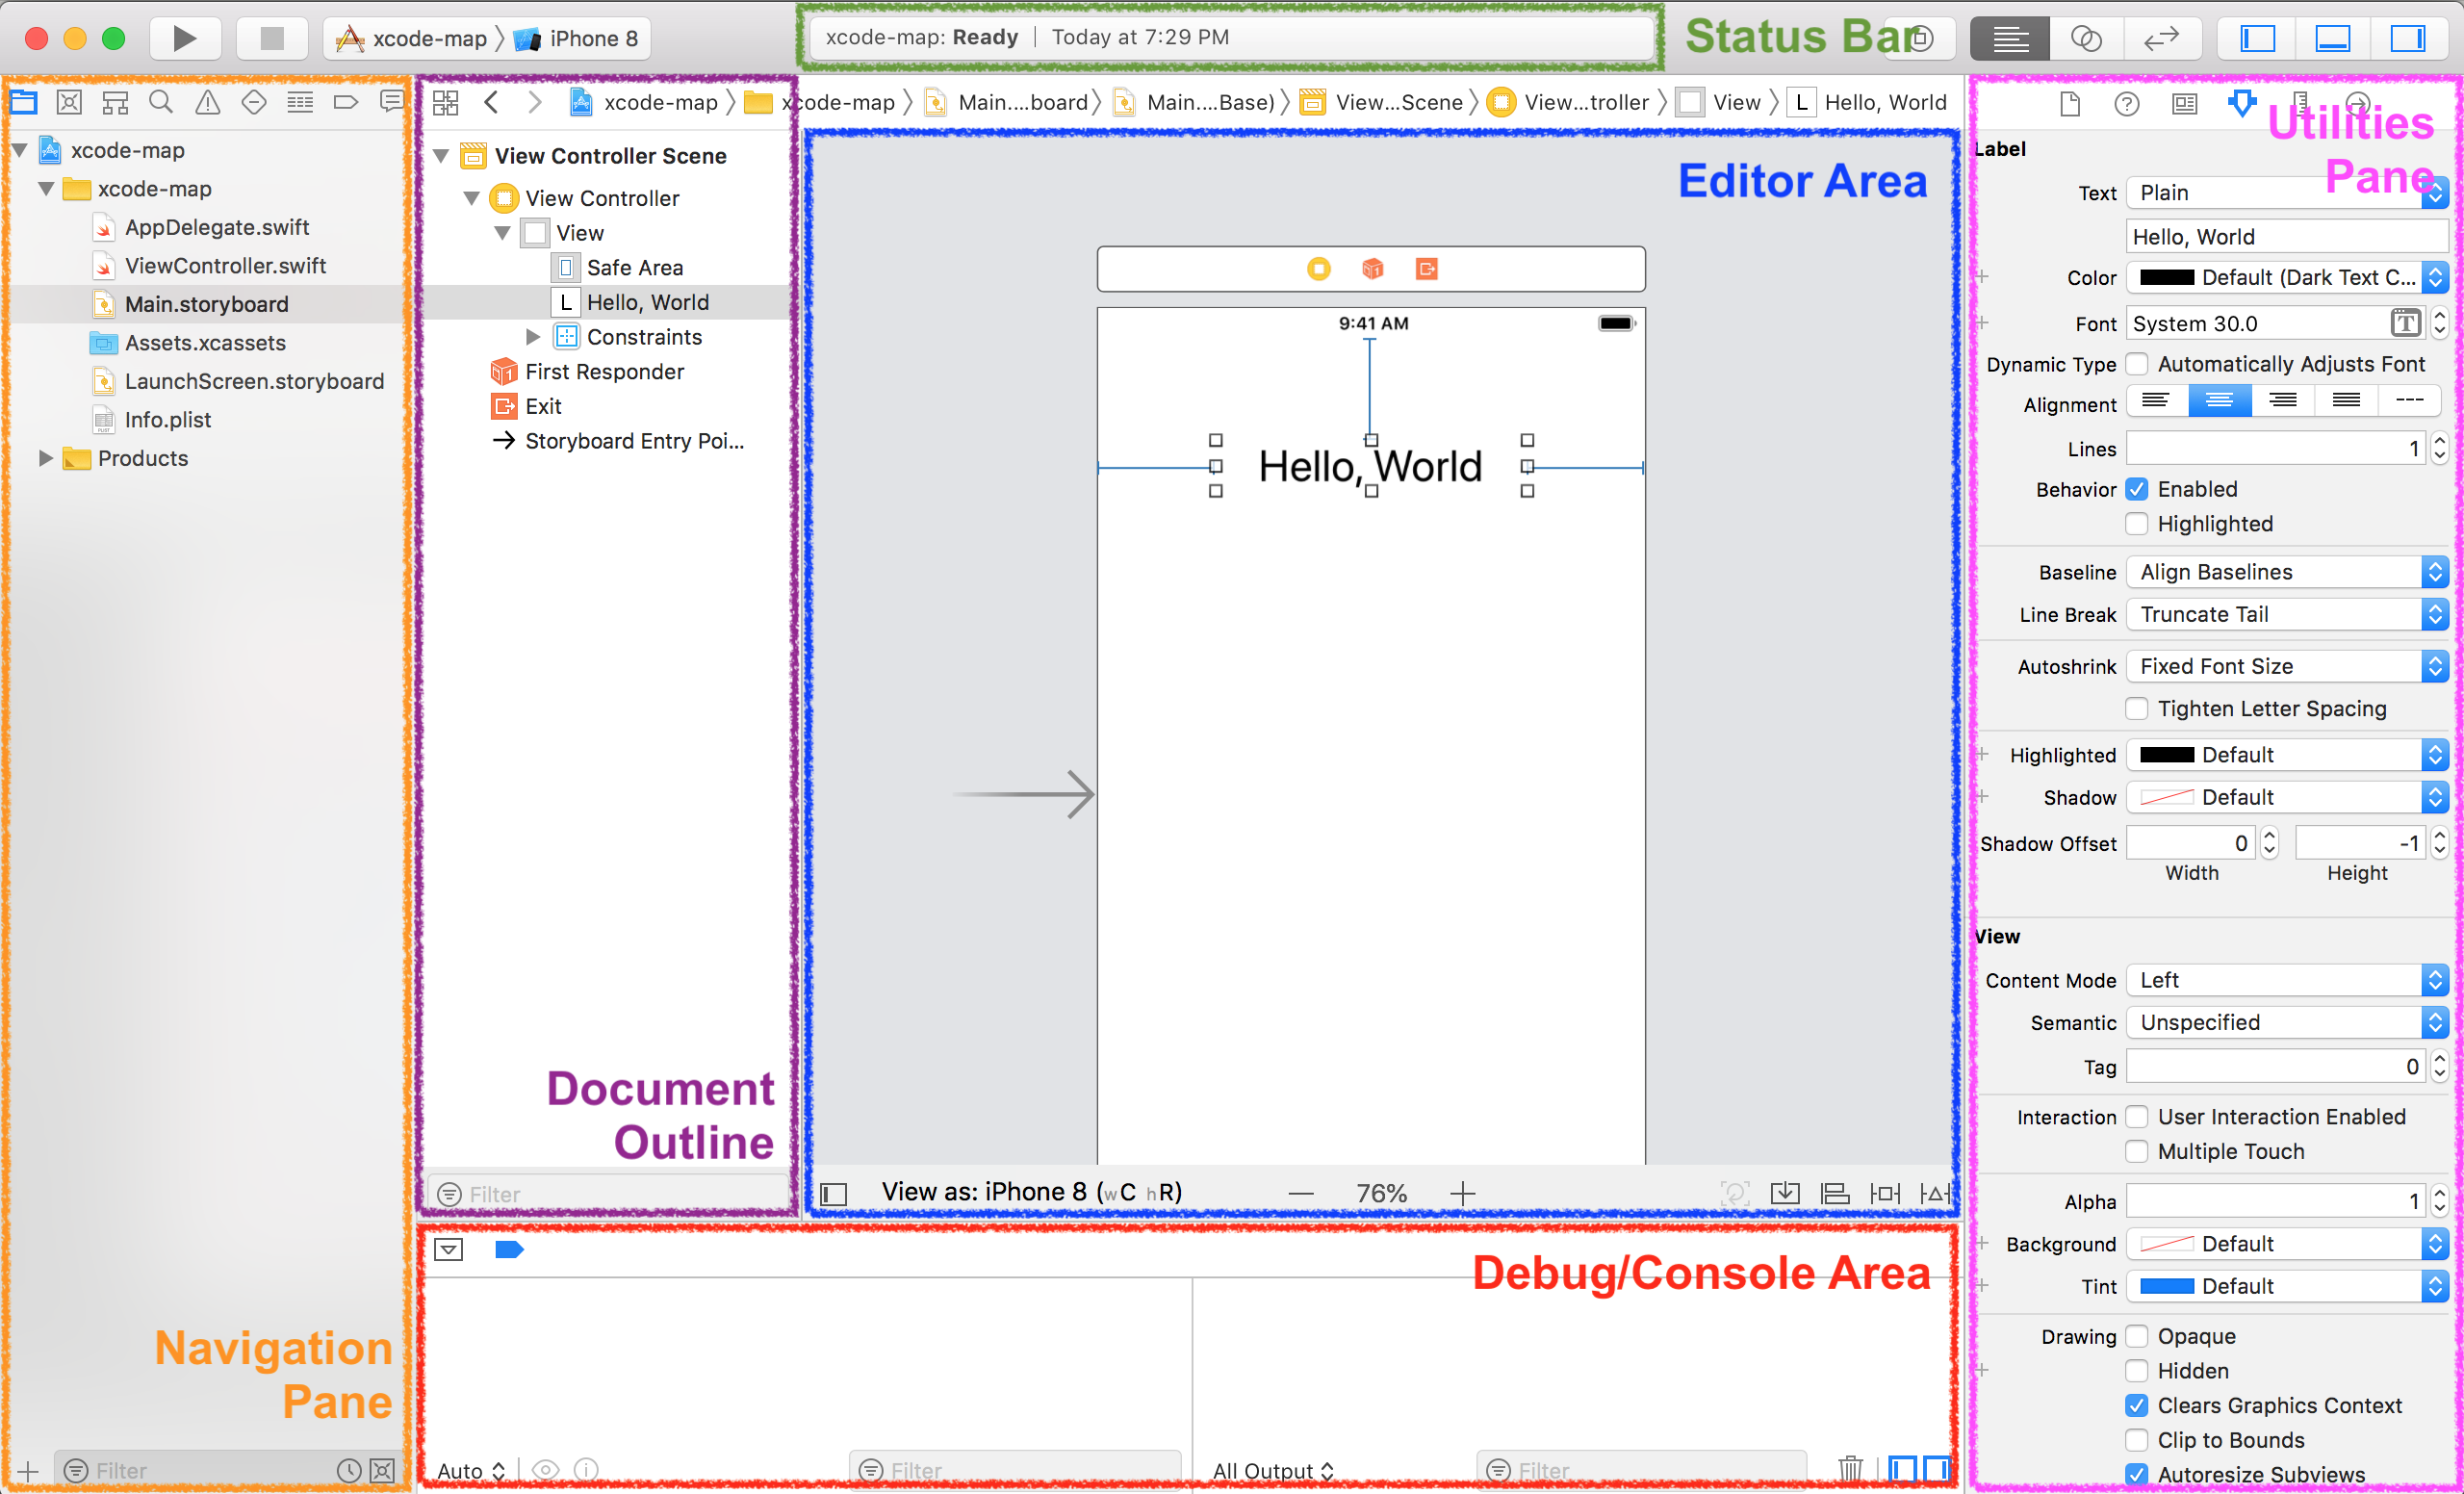 xcode-map iPhone 8
xcode-map: Ready Today at 7:29 PM
Status Bar
xcode-map
xcode-map
AppDelegate.swift
ViewController.swift
Main.storyboard
Assets.xcassets
LaunchScreen.storyboard
Info.plist
Products
Navigation
Pane
Filter
xcode-map xcode-map Main....board Main....Base) View...Scene View...troller View L Hello, World
View Controller Scene
View Controller
View
Safe Area
L Hello, World
Constraints
First Responder
Exit
Storyboard Entry Poi...
Document
Outline
Filter
Editor Area
9:41 AM
Hello, World
View as: iPhone 8 (wC hR)
76%
Debug/Console Area
Auto
Filter
All Output
Filter
Utilities
Pane
Label
Text Plain
Hello, World
Color Default (Dark Text C...
Font System 30.0
Dynamic Type Automatically Adjusts Font
Alignment
Lines 1
Behavior Enabled
Highlighted
Baseline Align Baselines
Line Break Truncate Tail
Autoshrink Fixed Font Size
Tighten Letter Spacing
Highlighted Default
Shadow Default
Shadow Offset 0 -1
Width Height
View
Content Mode Left
Semantic Unspecified
Tag 0
Interaction User Interaction Enabled
Multiple Touch
Alpha 1
Background Default
Tint Default
Drawing Opaque
Hidden
Clears Graphics Context
Clip to Bounds
Autoresize Subviews